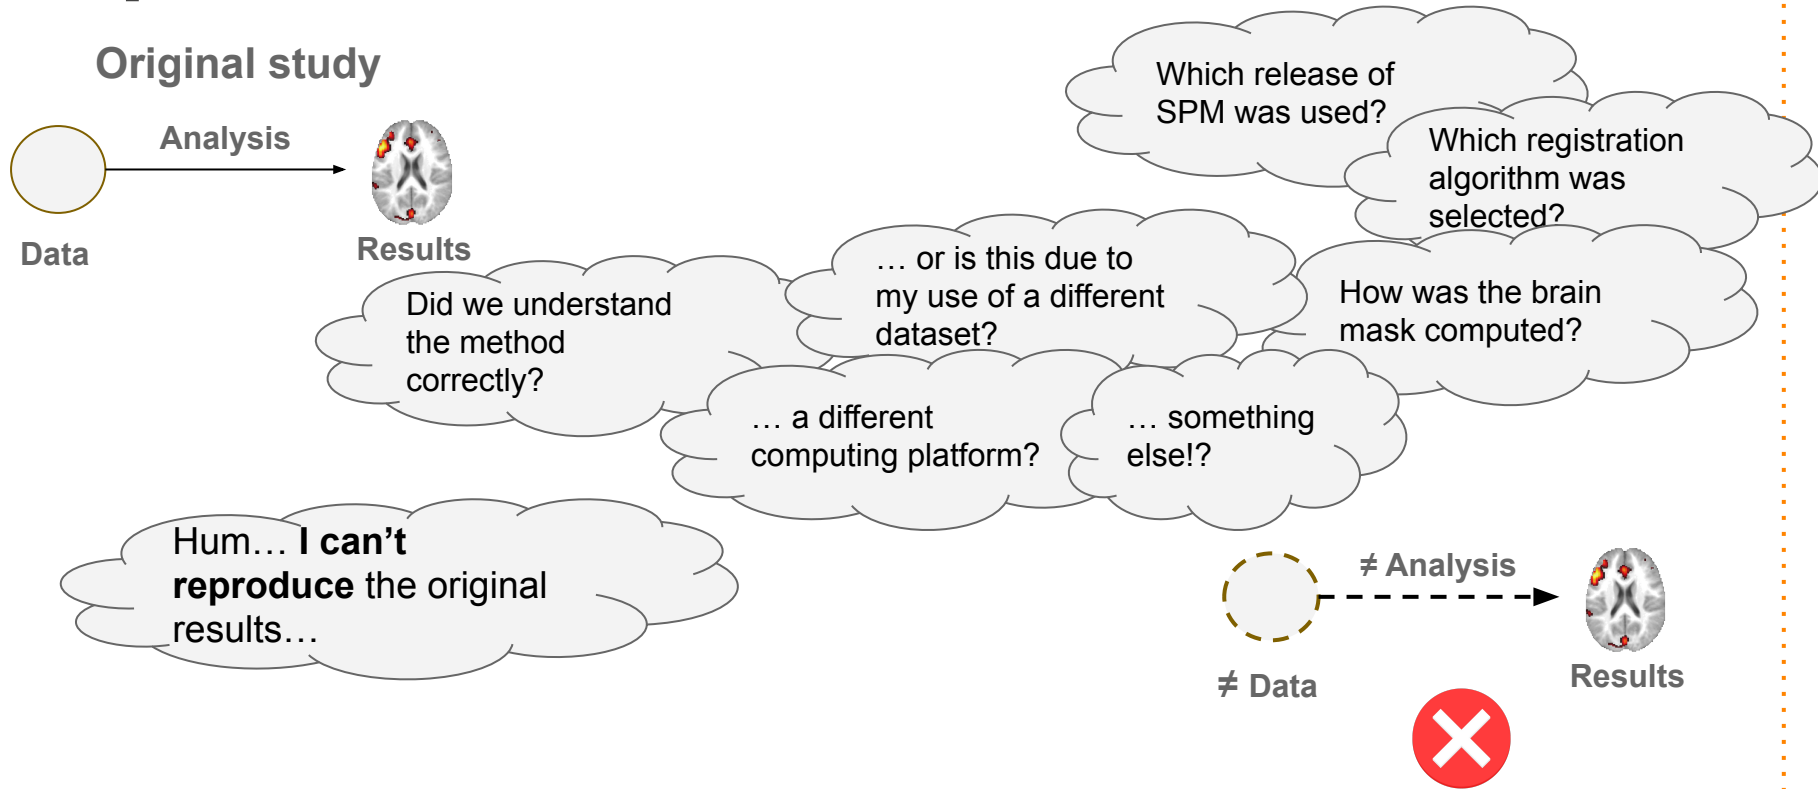 Original study
Analysis
Data
Results
Which release of
SPM was used?
Which registration
algorithm was
selected?
… or is this due to
my use of a different
dataset?
How was the brain
mask computed?
Did we understand
the method
correctly?
… a different
computing platform?
… something
else!?
Hum… I can’t
reproduce the original
results…
≠ Analysis
≠ Data
Results